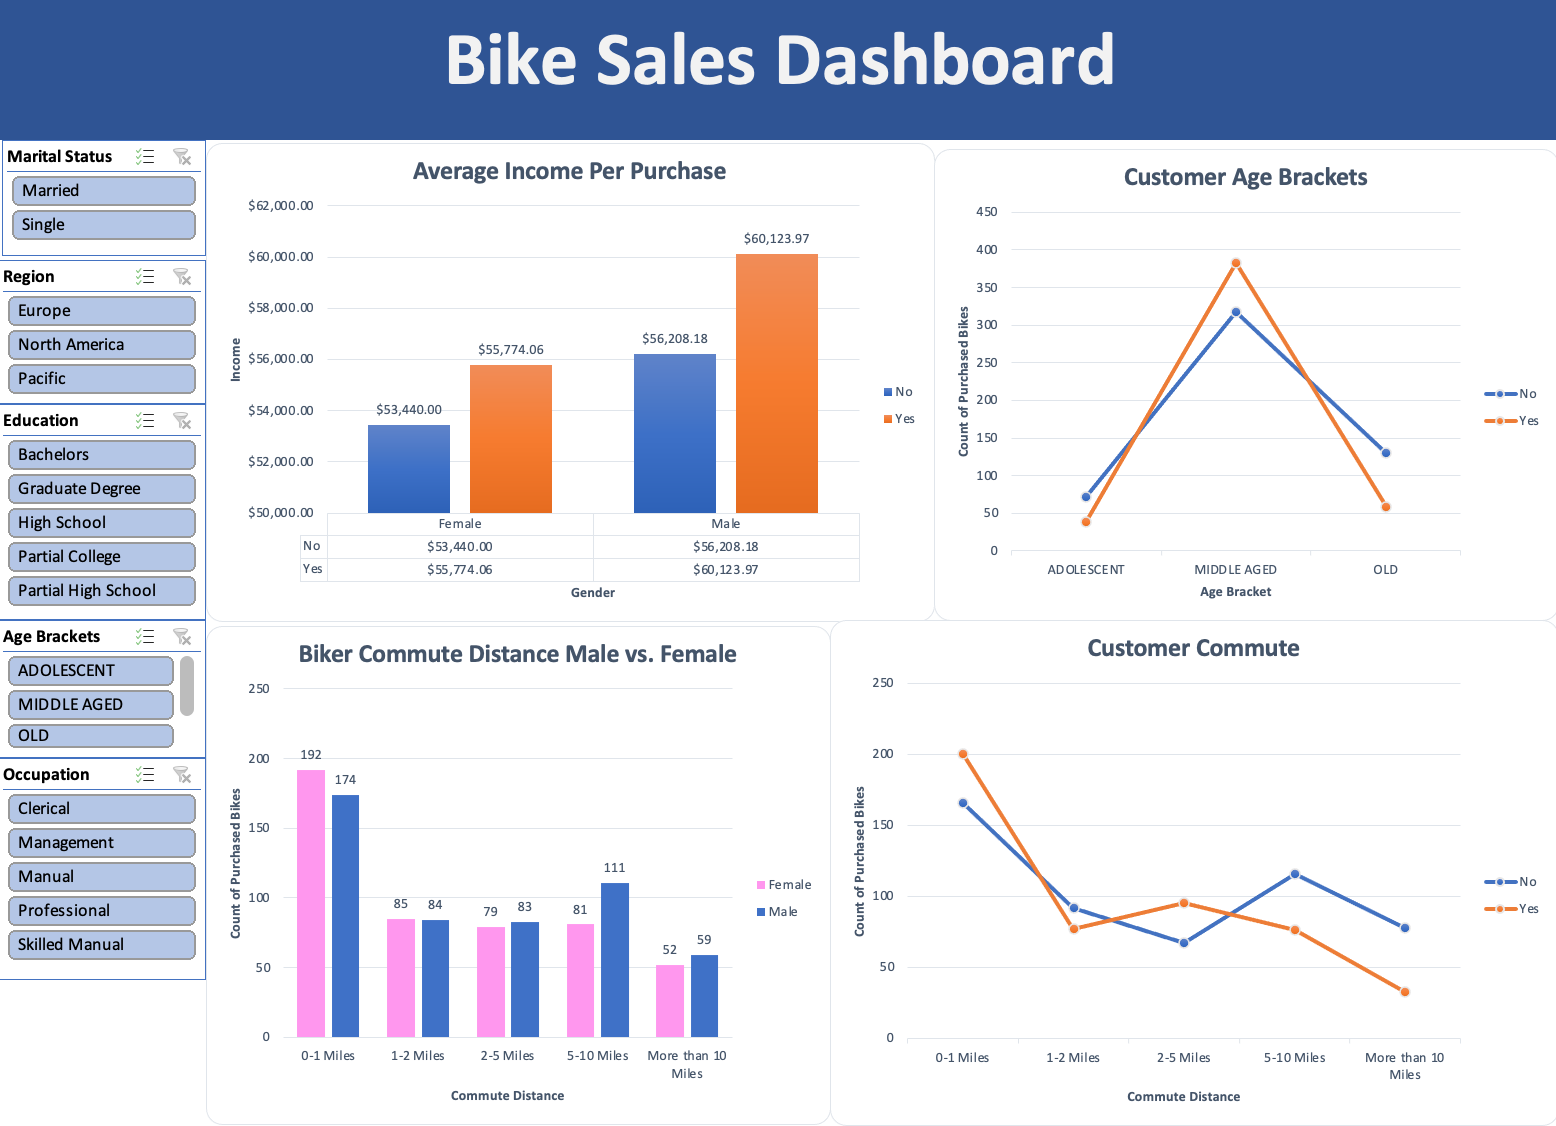 Bike Sales Dashboard
Marital Status
Married
Single
Region
Europe
North America
Pacific
Education
Bachelors
Graduate Degree
High School
Partial College
Partial High School
Age Brackets
ADOLESCENT
MIDDLE AGED
OLD
Occupation
Clerical
Management
Manual
Professional
Skilled Manual
Average Income Per Purchase
Income
$62,000.00
$60,000.00
$58,000.00
$56,000.00
$54,000.00
$52,000.00
$50,000.00
$53,440.00
$55,774.06
$56,208.18
$60,123.97
Female Male
No $53,440.00 $56,208.18
Yes $55,774.06 $60,123.97
Gender
No
Yes
Customer Age Brackets
Count of Purchased Bikes
450
400
350
300
250
200
150
100
50
0
ADOLESCENT MIDDLE AGED OLD
Age Bracket
No
Yes
Biker Commute Distance Male vs. Female
Count of Purchased Bikes
250
200
150
100
50
0
192
174
85
84
79
83
81
111
52
59
0-1 Miles 1-2 Miles 2-5 Miles 5-10 Miles More than 10
Miles
Commute Distance
Female
Male
Customer Commute
Count of Purchased Bikes
250
200
150
100
50
0
0-1 Miles 1-2 Miles 2-5 Miles 5-10 Miles More than 10
Miles
Commute Distance
No
Yes